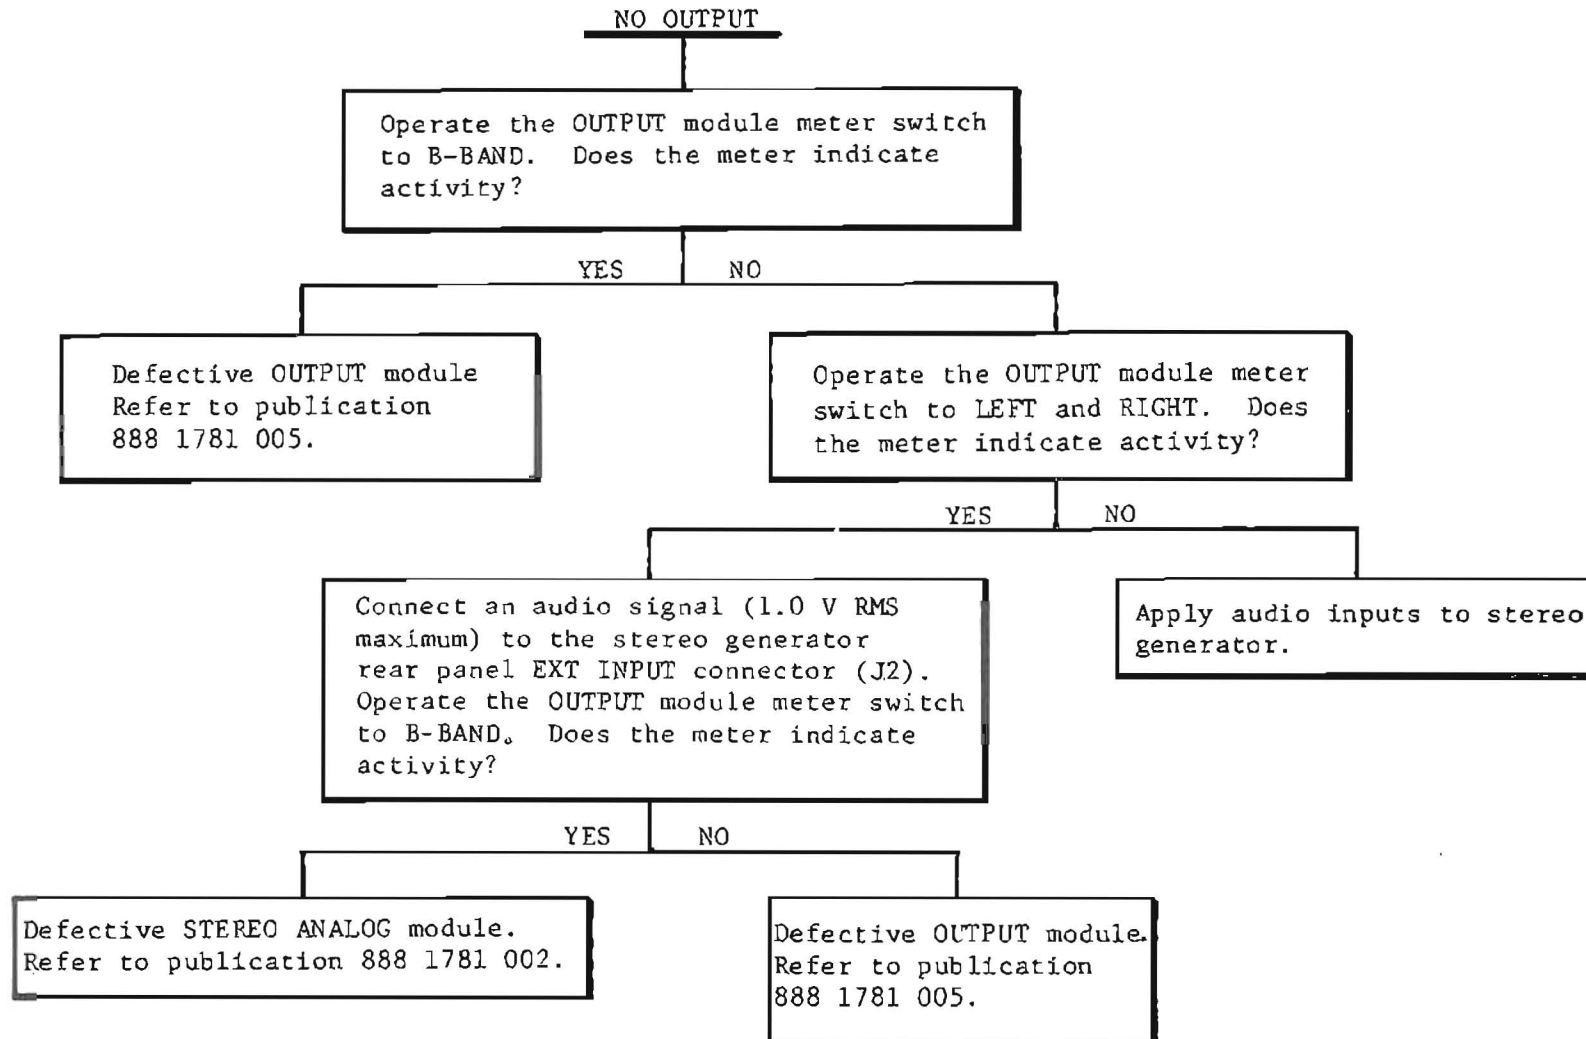 NO OUTPUT
Operate the OUTPUT module meter switch
to B-BAND. Does the meter indicate
activity?
YES NO
Defective OUTPUT module
Refer to publication
888 1781 005.
Operate the OUTPUT module meter
switch to LEFT and RIGHT. Does
the meter indicate activity?
YES NO
Connect an audio signal (1.0 V RMS
maximum) to the stereo generator
rear panel EXT INPUT connector (J2).
Operate the OUTPUT module meter switch
to B-BAND. Does the meter indicate
activity?
Apply audio inputs to stereo
generator.
YES NO
Defective STEREO ANALOG module.
Refer to publication 888 1781 002.
Defective OUTPUT module.
Refer to publication
888 1781 005.